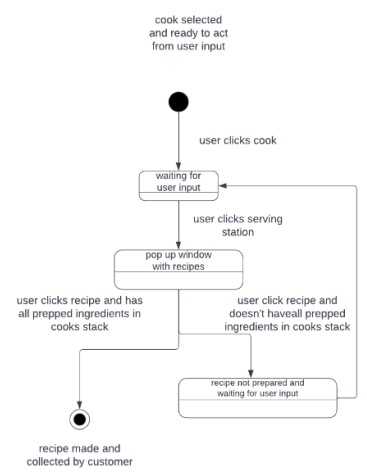 cook selected
and ready to act
from user input
user clicks cook
waiting for
user input
user clicks serving
station
pop up window
with recipes
user clicks recipe and has
all prepped ingredients in
cooks stack
user click recipe and
doesn't haveall prepped
ingredients in cooks stack
recipe not prepared and
waiting for user input
recipe made and
collected by customer